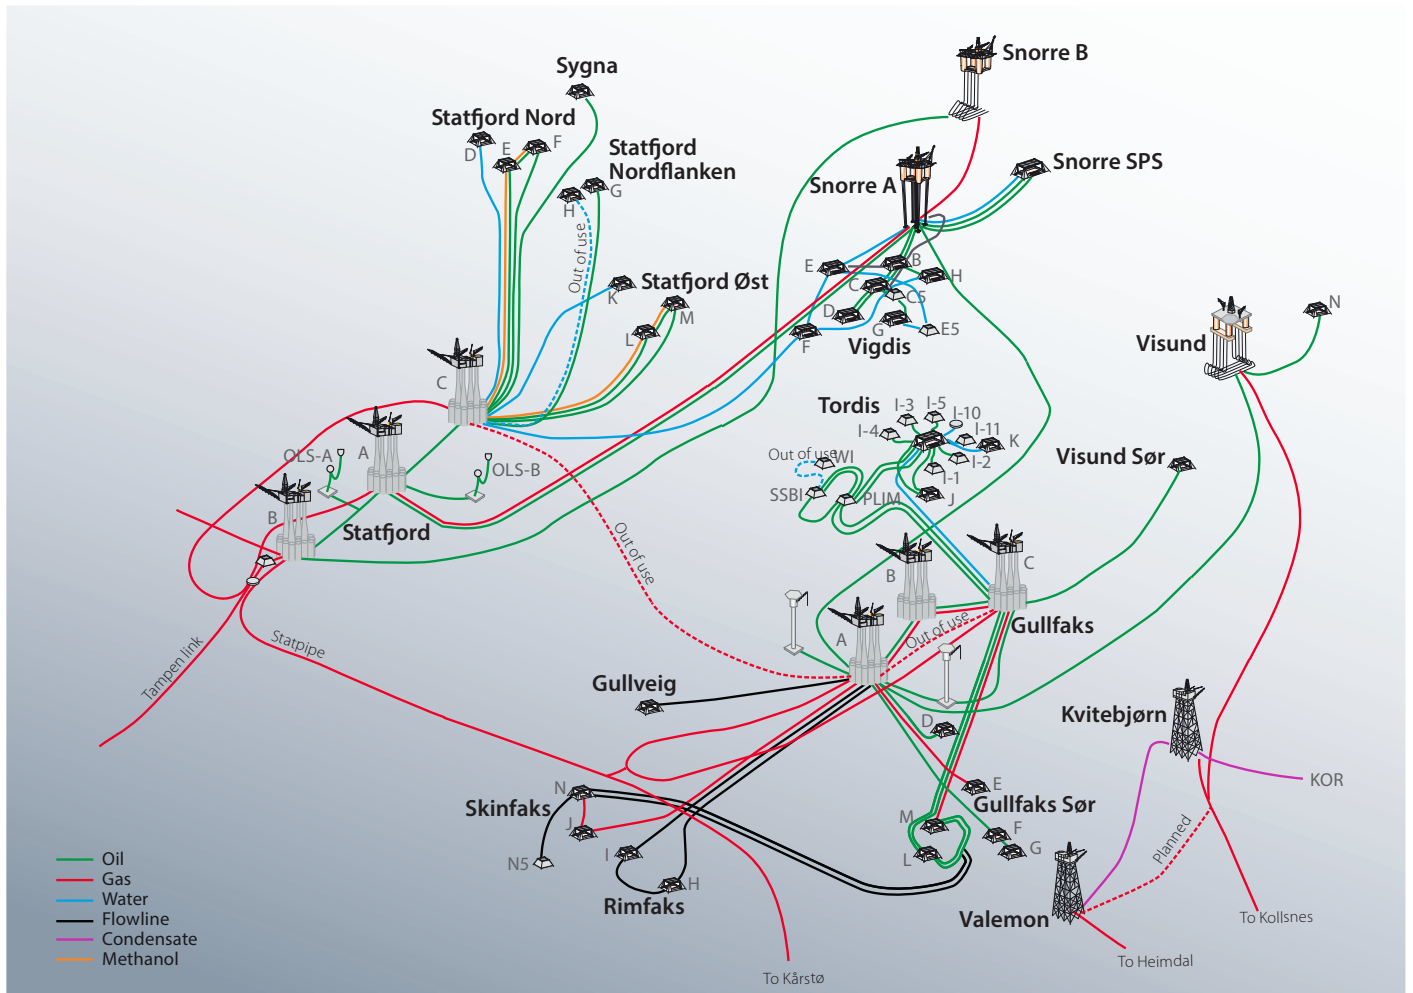 Snorre B
Sygna
Statfjord Nord
D
E
F
Statfjord
Nordflanken
H
G
Out of use
Snorre A
Snorre SPS
E
B
H
C
C5
D
G
E5
F
Vigdis
K
Statfjord Øst
L
M
Visund
N
C
A
B
OLS-A
OLS-B
Statfjord
Tordis
I-3
I-5
I-10
I-4
I-11
K
I-2
I-1
J
Out of use
WI
SSBI
PLIM
Visund Sør
Out of use
B
C
A
Out of use
Gullfaks
Statpipe
Tampen link
Gullveig
D
Kvitebjørn
KOR
E
Gullfaks Sør
F
G
M
L
Skinfaks
N
J
N5
I
H
Rimfaks
Planned
Valemon
To Kollsnes
To Heimdal
To Kårstø
Oil
Gas
Water
Flowline
Condensate
Methanol